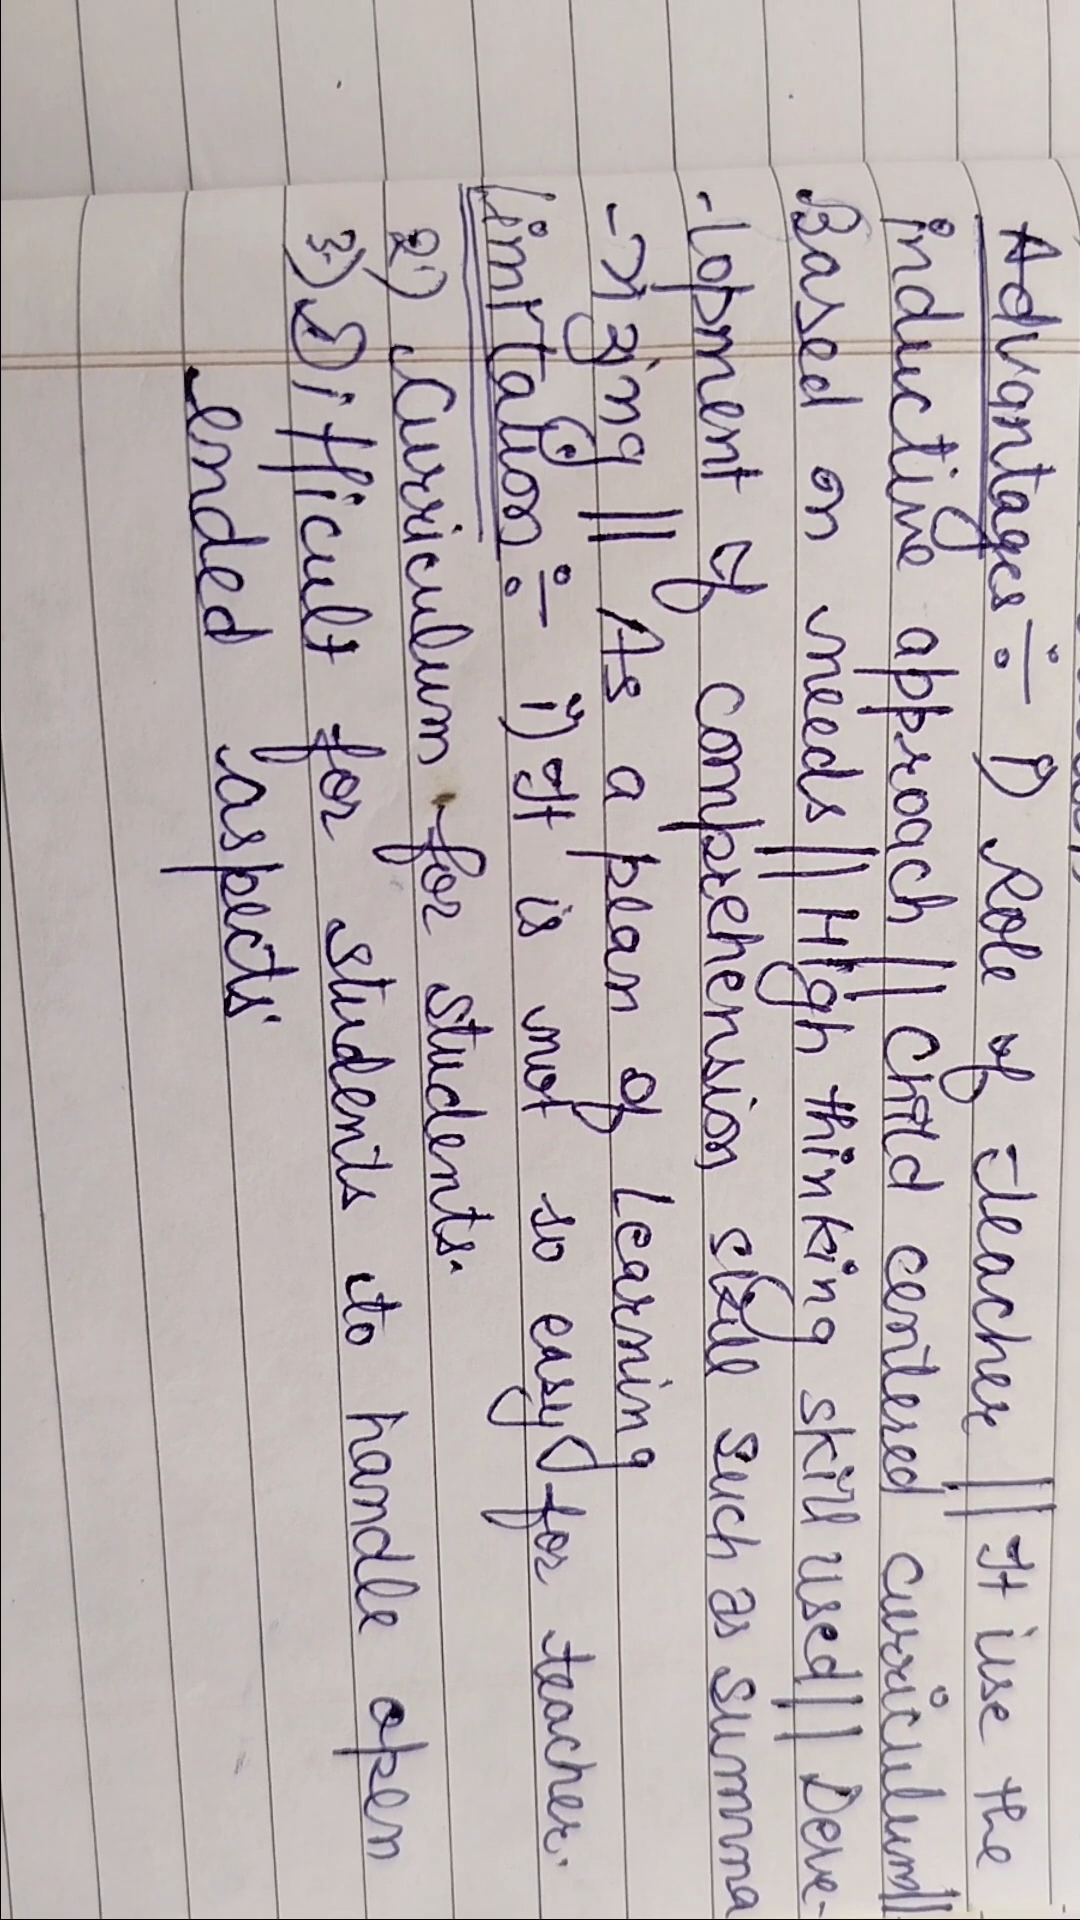 Advantages :- 1) Role of teacher || It use the
inductive approach || Child centered curriculum ||
Based on needs || High thinking skill used || Deve-
-lopment of comprehension skill such as summa
-rizing || As a plan of Learning
Limitation :- 1) It is not so easy for teacher.
2) Curriculum for students.
3) Difficult for students to handle open
ended aspects.